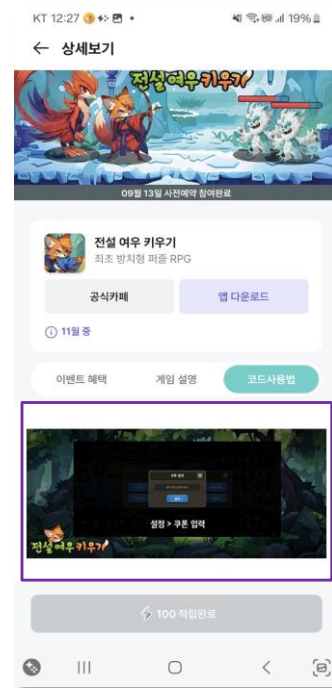 KT 12:27
19%
상세보기
전설여우키우기
09월 13일 사전예약 참여완료
전설 여우 키우기
최초 방치형 퍼즐 RPG
공식카페
앱 다운로드
11월 중
이벤트 혜택
게임 설명
코드사용법
쿠폰 입력
설정 > 쿠폰 입력
전설여우키우기
100 적립완료